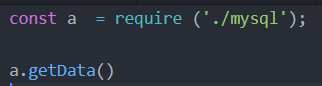 const a  = require ('./mysql');
a.getData()